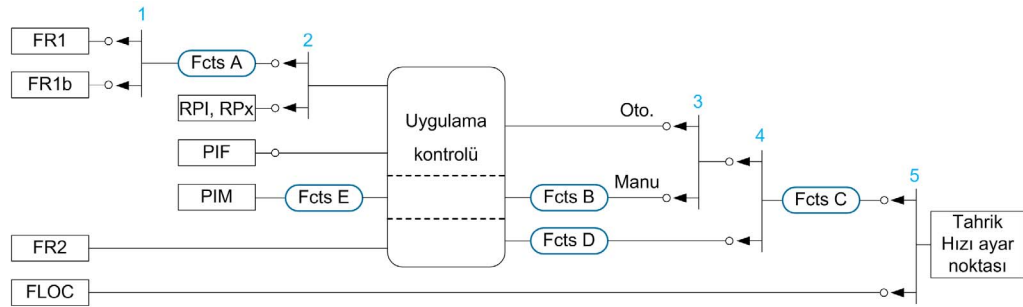 1
FR1
2
Fcts A
FR1b
3
RPI, RPx
Oto.
Uygulama
kontrolü
4
PIF
5
PIM
Fcts E
Fcts B
Manu
Fcts C
Tahrik
Hızı ayar
noktası
Fcts D
FR2
FLOC